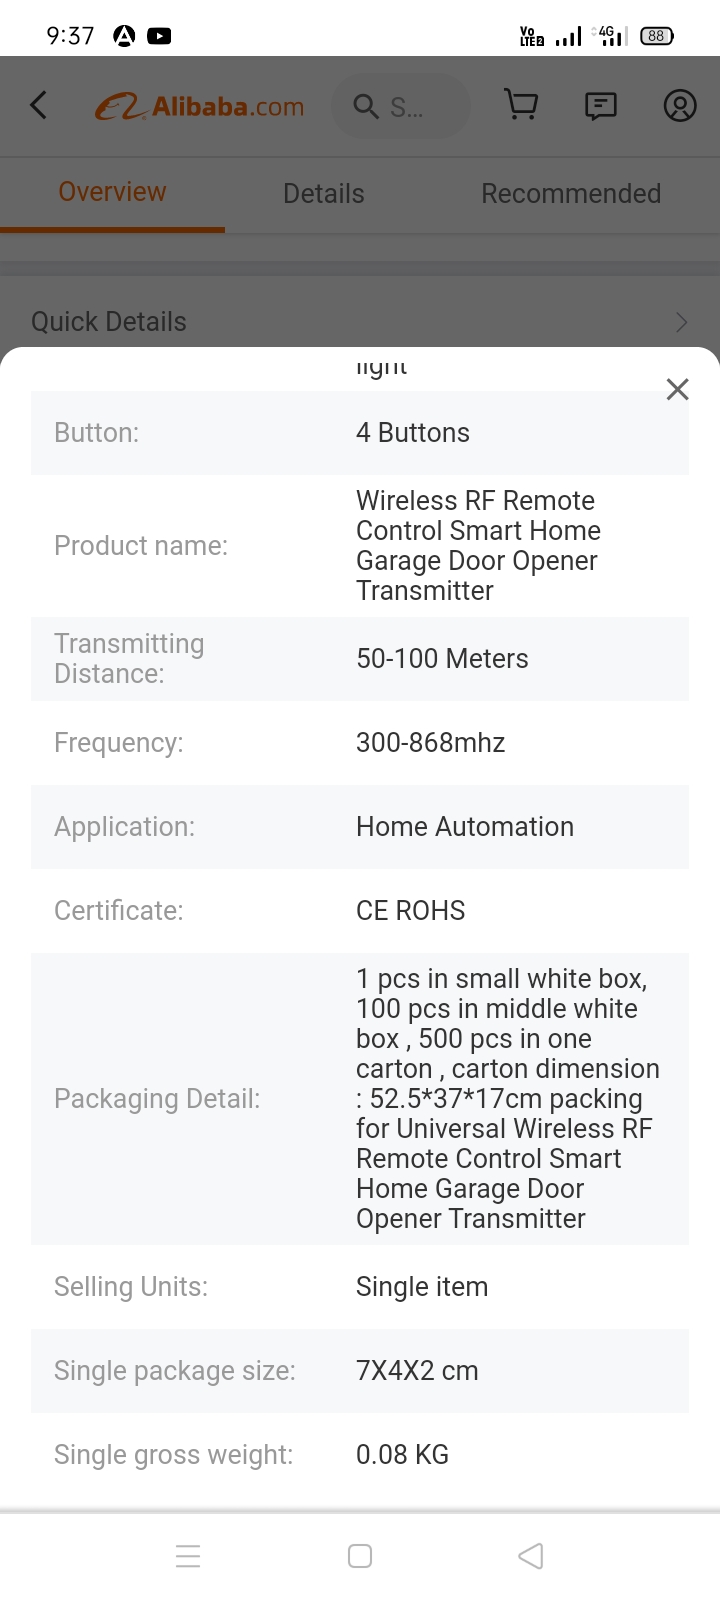 9:37
Vo
LTE2
4G
88
Alibaba.com
S...
Overview
Details
Recommended
Quick Details
light
Button:
4 Buttons
Product name:
Wireless RF Remote
Control Smart Home
Garage Door Opener
Transmitter
Transmitting
Distance:
50-100 Meters
Frequency:
300-868mhz
Application:
Home Automation
Certificate:
CE ROHS
Packaging Detail:
1 pcs in small white box,
100 pcs in middle white
box , 500 pcs in one
carton , carton dimension
: 52.5*37*17cm packing
for Universal Wireless RF
Remote Control Smart
Home Garage Door
Opener Transmitter
Selling Units:
Single item
Single package size:
7X4X2 cm
Single gross weight:
0.08 KG